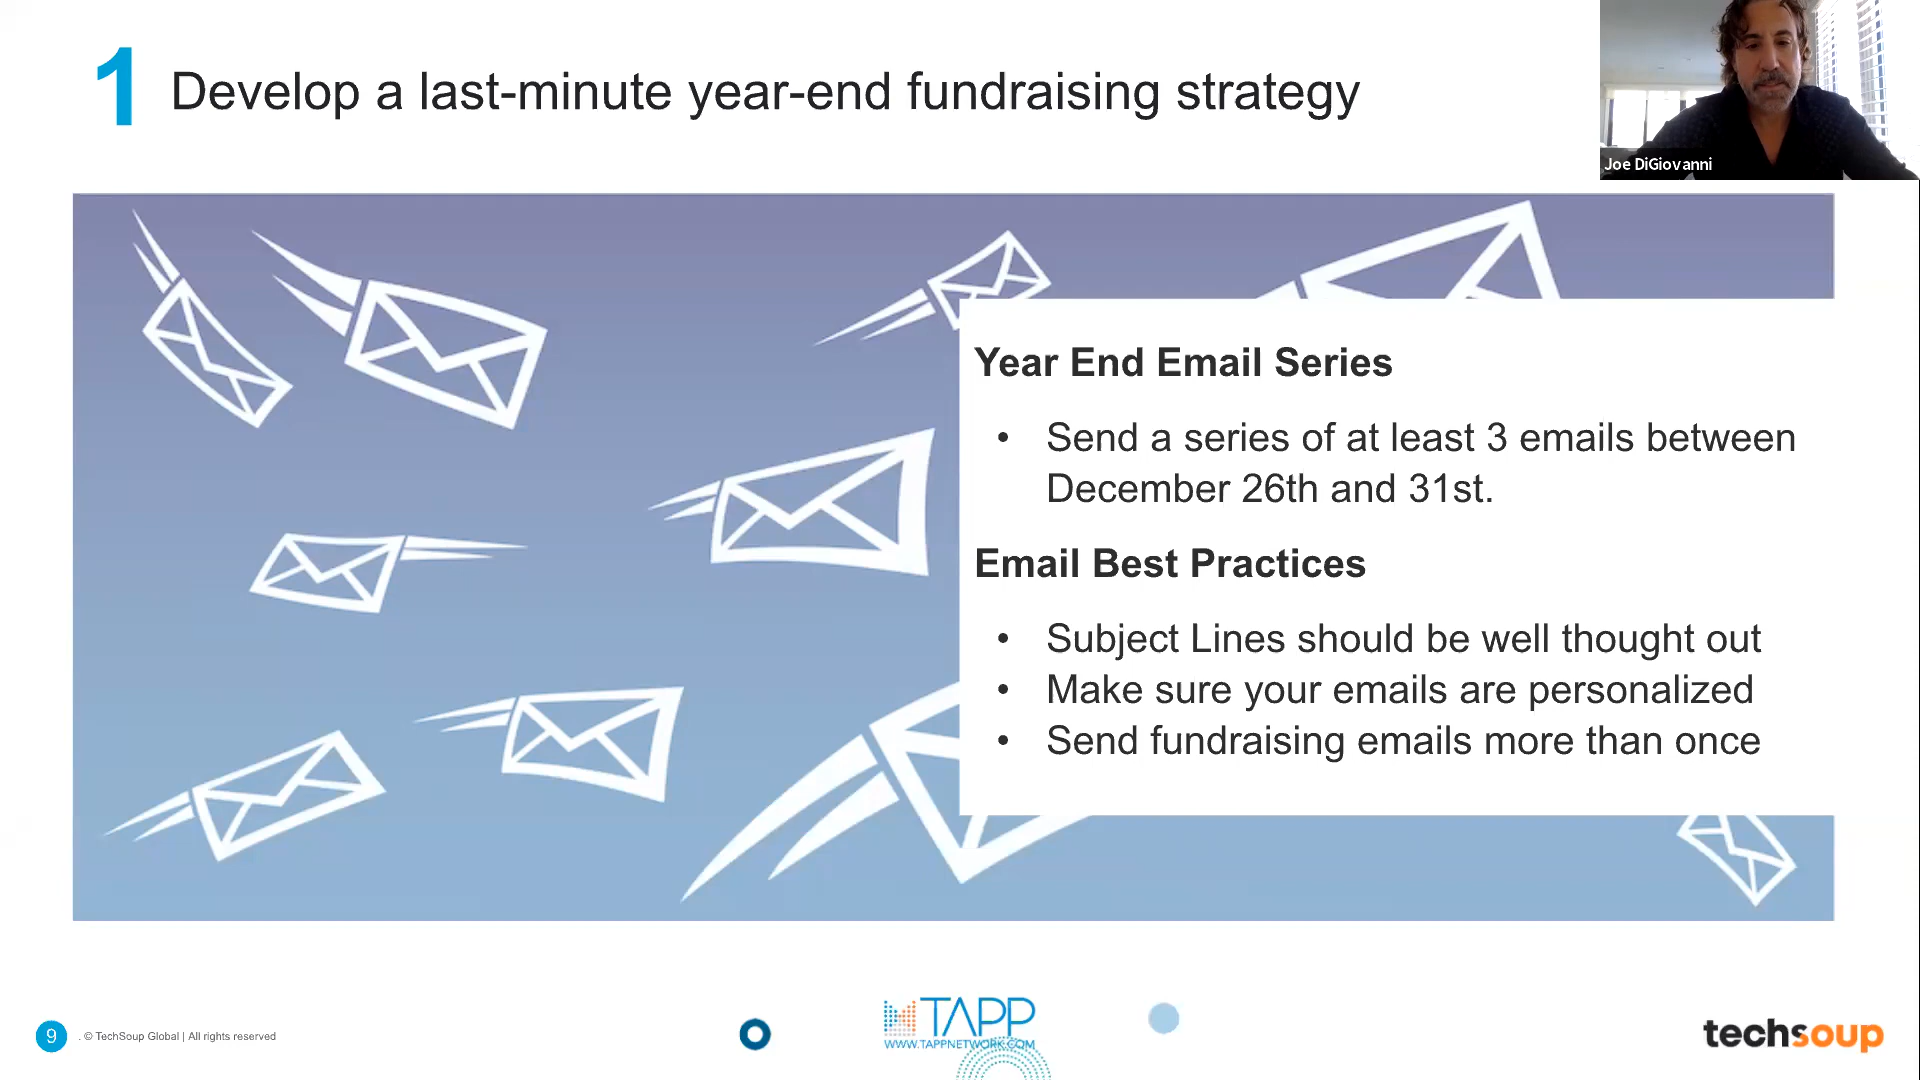 1 Develop a last-minute year-end fundraising strategy
Joe DiGiovanni
Year End Email Series
• Send a series of at least 3 emails between
December 26th and 31st.
Email Best Practices
• Subject Lines should be well thought out
• Make sure your emails are personalized
• Send fundraising emails more than once
9 . © TechSoup Global | All rights reserved
TAPP
WWW.TAPPNETWORK.COM
techsoup